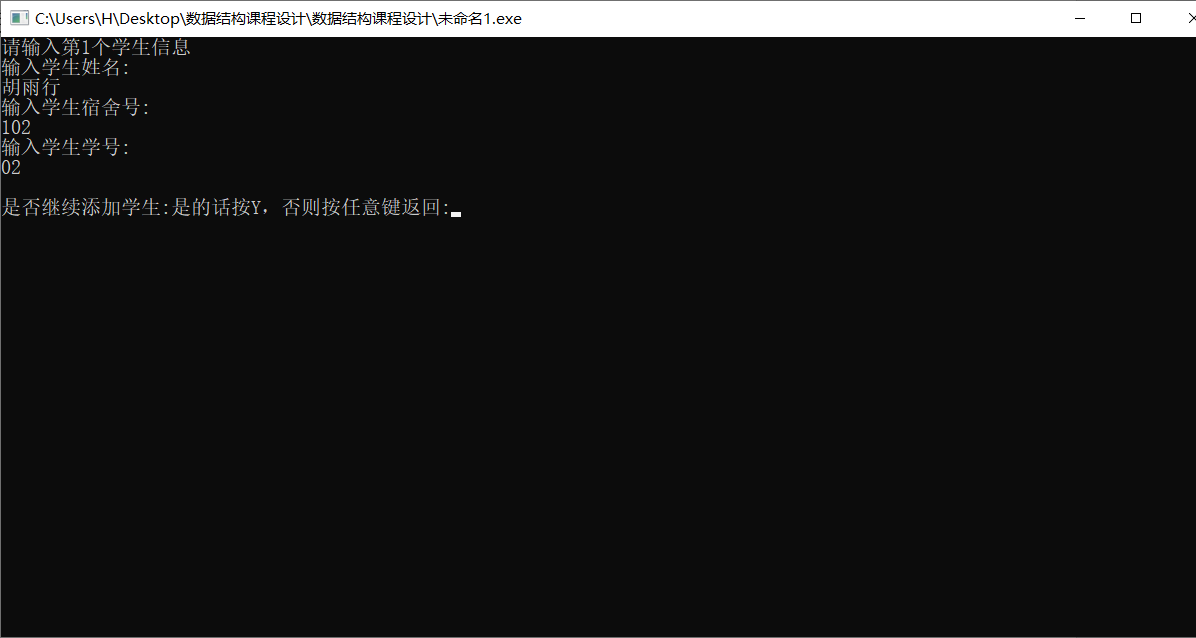 C:\Users\H\Desktop\数据结构课程设计\数据结构课程设计\未命名1.exe
请输入第1个学生信息
输入学生姓名:
胡雨行
输入学生宿舍号:
102
输入学生学号:
02
是否继续添加学生:是的话按Y，否则按任意键返回: